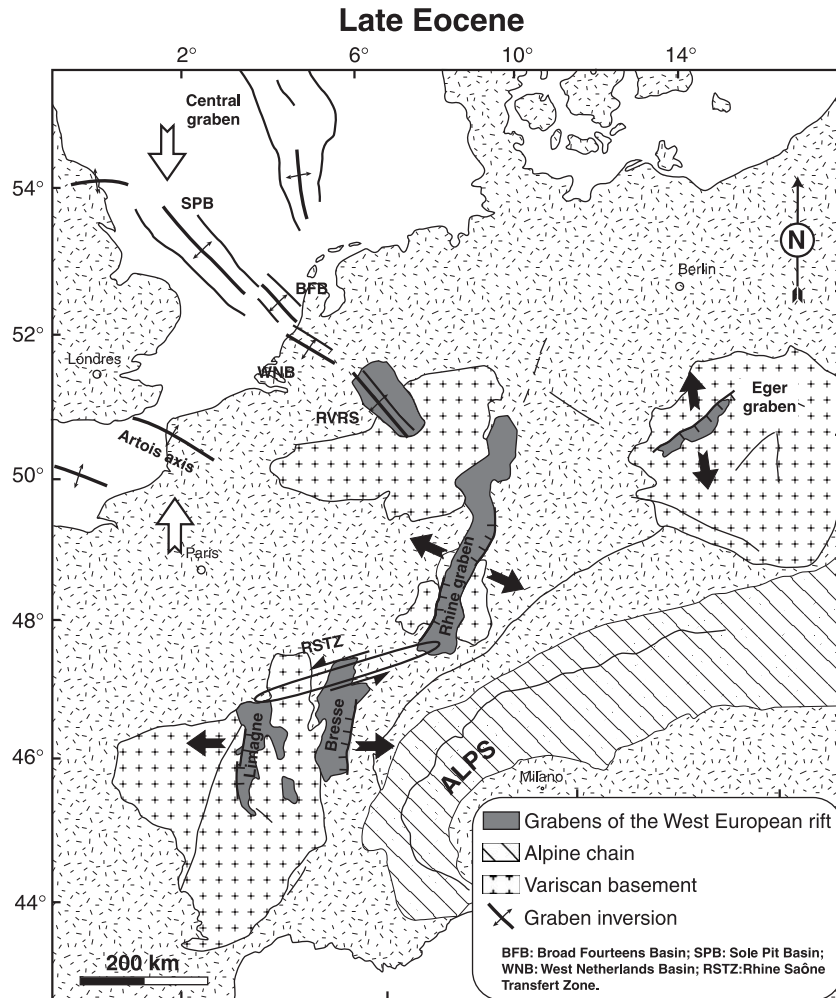 Late Eocene
2°
6°
10°
14°
Central
graben
54°
SPB
N
BFB
Berlin
52°
Londres
WNB
Eger
graben
RVRS
Artois axis
50°
Paris
Rhine graben
48°
RSTZ
Limagne
Bresse
46°
ALPS
Milano
Grabens of the West European rift
Alpine chain
Variscan basement
Graben inversion
44°
BFB: Broad Fourteens Basin; SPB: Sole Pit Basin;
WNB: West Netherlands Basin; RSTZ:Rhine Saône
Transfert Zone.
200 km